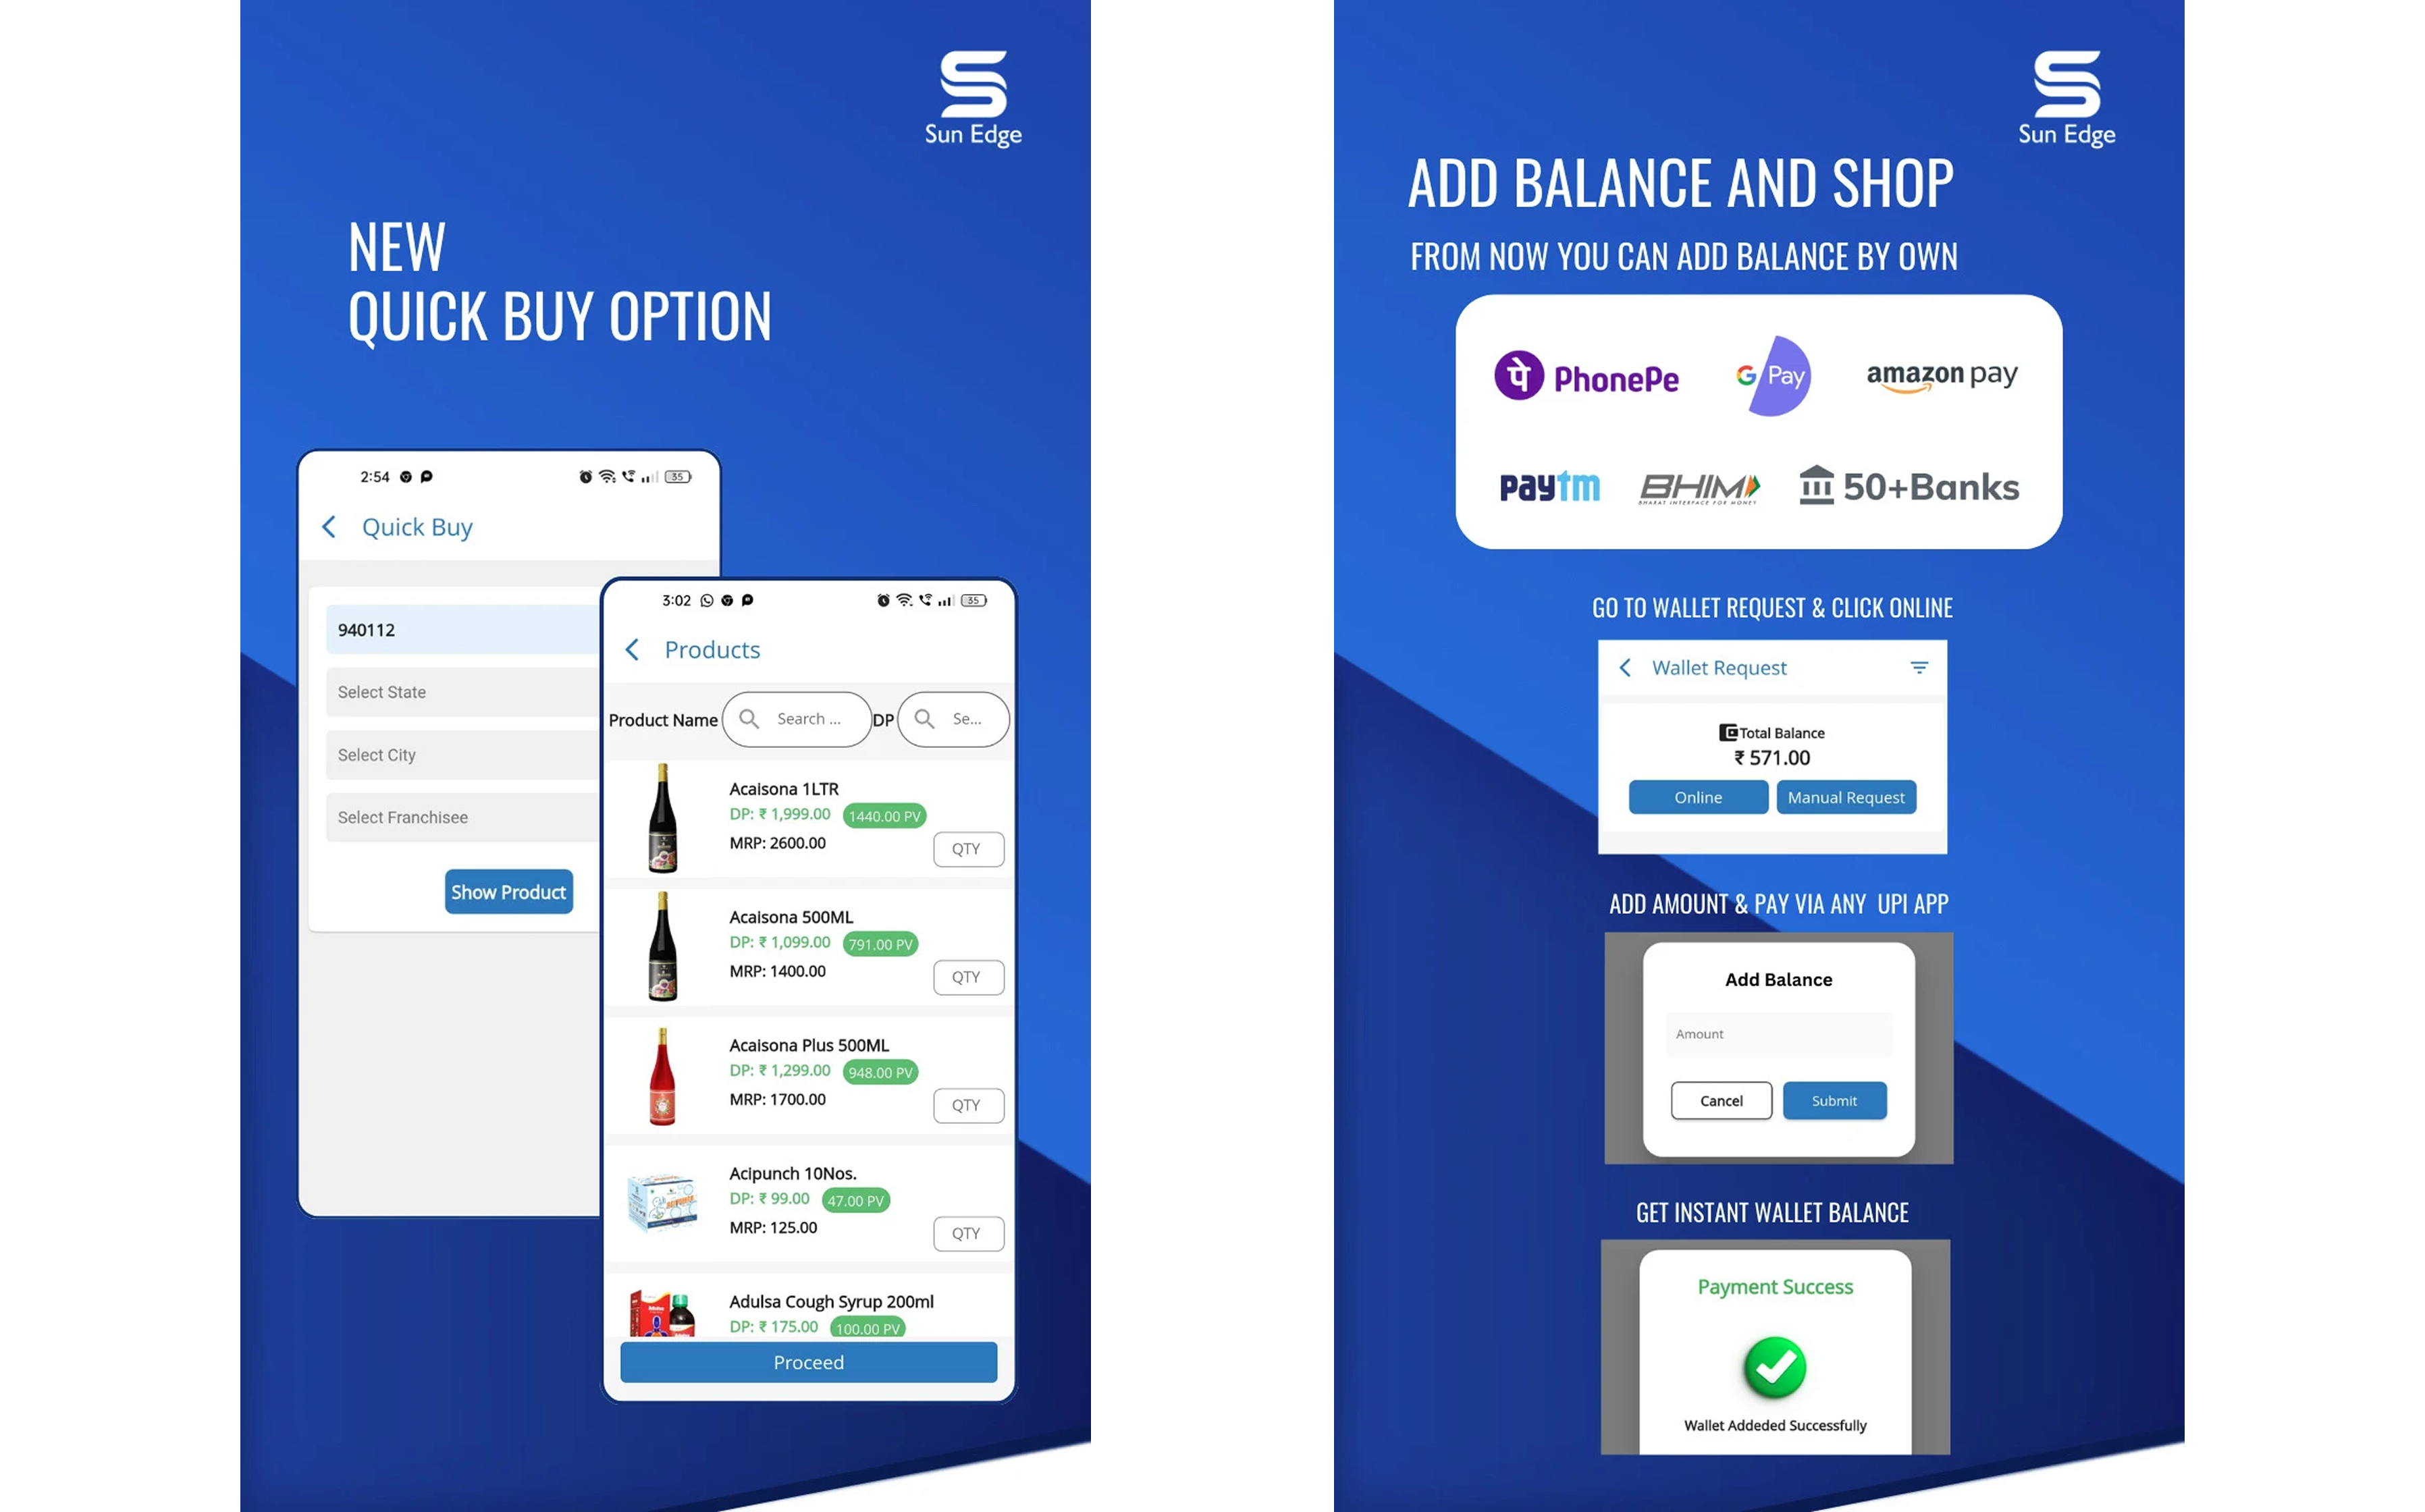 Sun Edge
NEW
QUICK BUY OPTION
2:54
35
Quick Buy
940112
Select State
Select City
Select Franchisee
Show Product
3:02
35
Products
Product Name
Search ...
DP
Se...
Acaisona 1LTR
DP: ₹ 1,999.00 1440.00 PV
MRP: 2600.00
QTY
Acaisona 500ML
DP: ₹ 1,099.00 791.00 PV
MRP: 1400.00
QTY
Acaisona Plus 500ML
DP: ₹ 1,299.00 948.00 PV
MRP: 1700.00
QTY
Acipunch 10Nos.
DP: ₹ 99.00 47.00 PV
MRP: 125.00
QTY
Adulsa Cough Syrup 200ml
DP: ₹ 175.00 100.00 PV
Proceed
Sun Edge
ADD BALANCE AND SHOP
FROM NOW YOU CAN ADD BALANCE BY OWN
पे PhonePe
G Pay
amazon pay
paytm
BHIM
BHARAT INTERFACE FOR MONEY
50+Banks
GO TO WALLET REQUEST & CLICK ONLINE
Wallet Request
Total Balance
₹ 571.00
Online
Manual Request
ADD AMOUNT & PAY VIA ANY UPI APP
Add Balance
Amount
Cancel
Submit
GET INSTANT WALLET BALANCE
Payment Success
Wallet Addeded Successfully